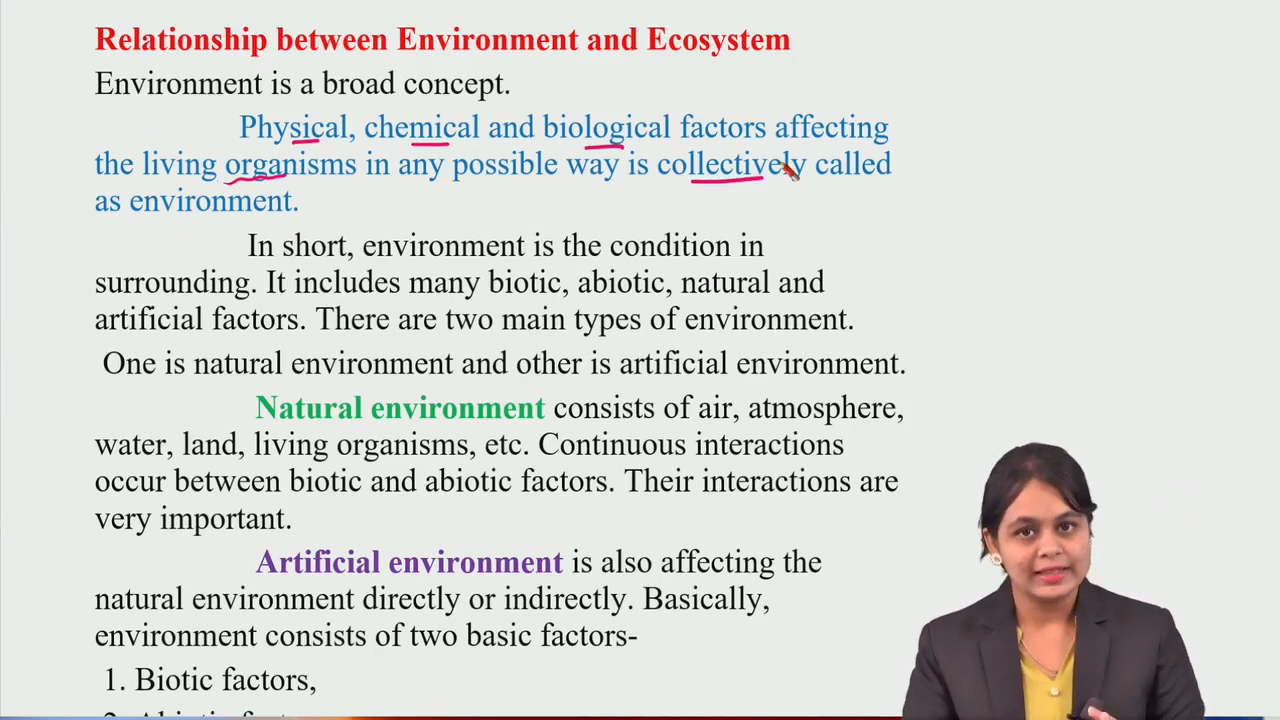 Relationship between Environment and Ecosystem
Environment is a broad concept.
Physical, chemical and biological factors affecting
the living organisms in any possible way is collectively called
as environment.
In short, environment is the condition in
surrounding. It includes many biotic, abiotic, natural and
artificial factors. There are two main types of environment.
One is natural environment and other is artificial environment.
Natural environment consists of air, atmosphere,
water, land, living organisms, etc. Continuous interactions
occur between biotic and abiotic factors. Their interactions are
very important.
Artificial environment is also affecting the
natural environment directly or indirectly. Basically,
environment consists of two basic factors-
1. Biotic factors,